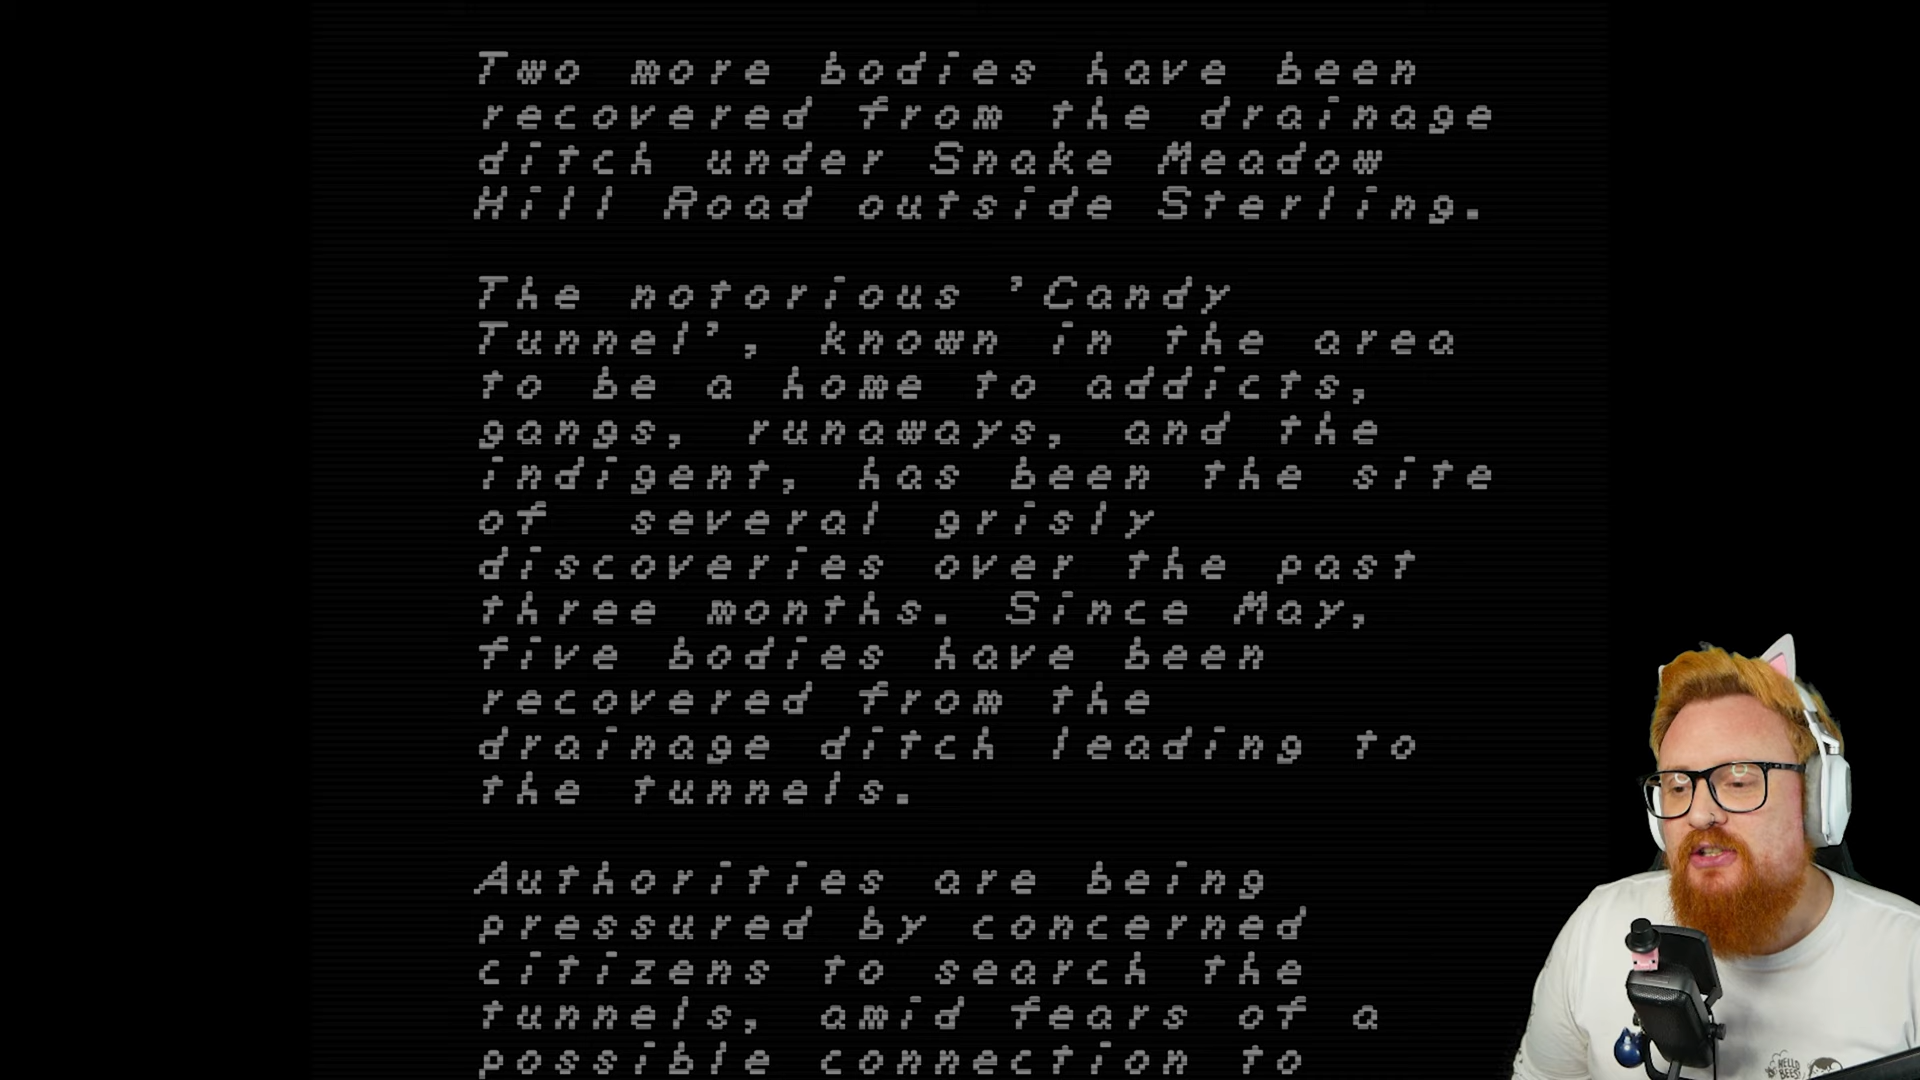 Two more bodies have been
recovered from the drainage
ditch under Snake Meadow
Hill Road outside Sterling.
The notorious 'Candy
Tunnel', known in the area
to be a home to addicts,
gangs, runaways, and the
indigent, has been the site
of several grisly
discoveries over the past
three months. Since May,
five bodies have been
recovered from the
drainage ditch leading to
the tunnels.
Authorities are being
pressured by concerned
citizens to search the
tunnels, amid fears of a
possible connection to
HELLO
BEES